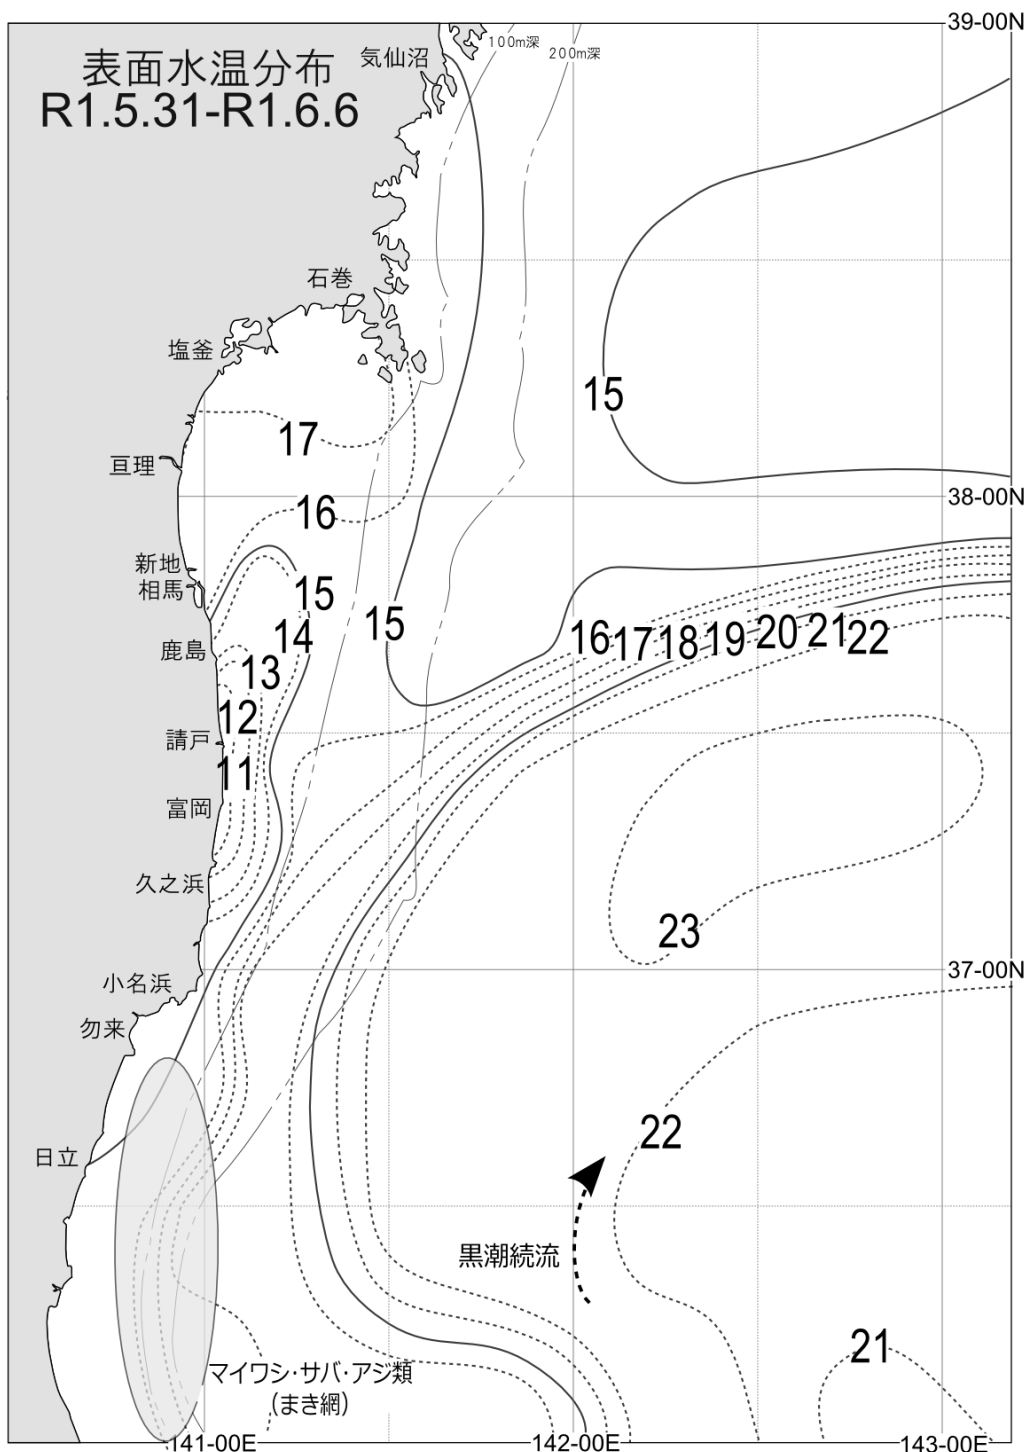 39-00N
100m深
200m深
表面水温分布
R1.5.31-R1.6.6
気仙沼
石巻
塩釜
15
17
亘理
38-00N
16
新地
相馬
15
15
14
16
17
18
19
20
21
22
鹿島
13
12
請戸
11
富岡
久之浜
23
37-00N
小名浜
勿来
22
日立
黒潮続流
21
マイワシ・サバ・アジ類
(まき網)
141-00E
142-00E
143-00E